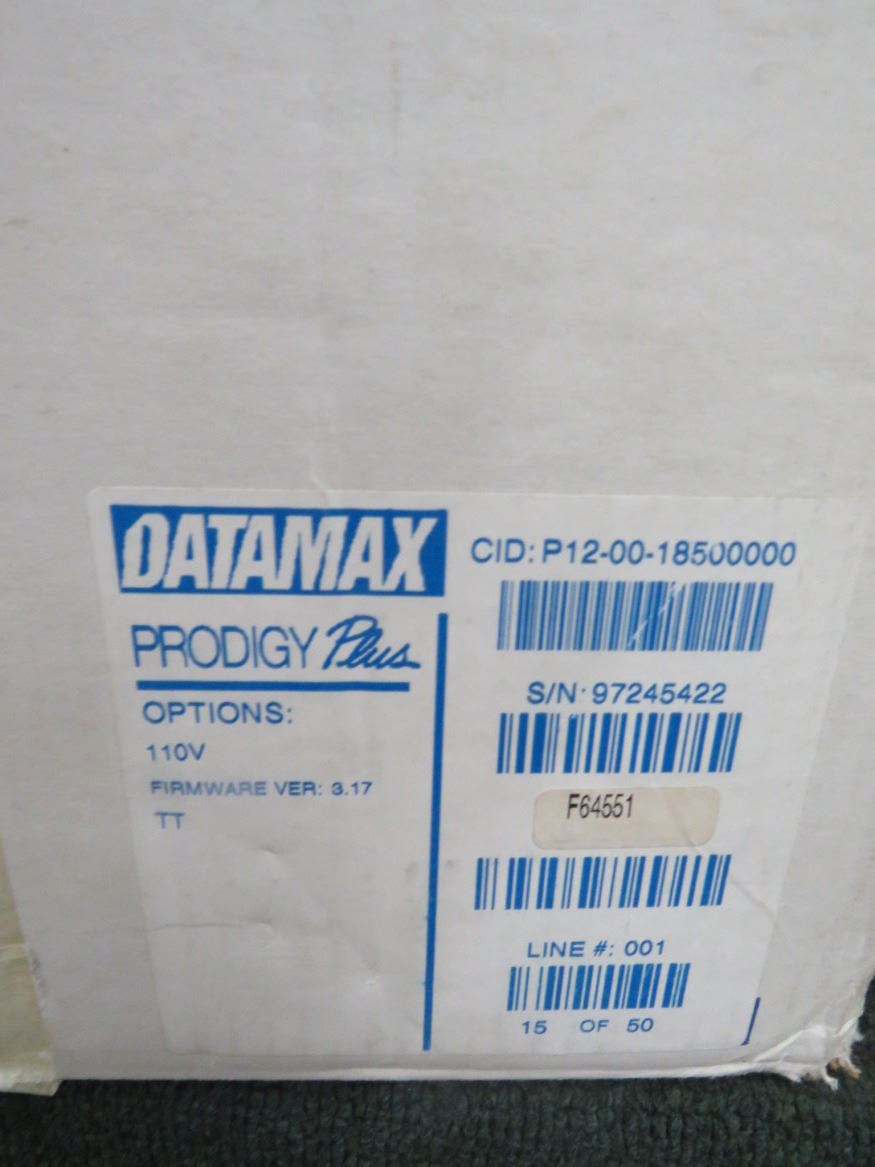 DATAMAX
PRODIGY Plus
OPTIONS:
110V
FIRMWARE VER: 3.17
TT
CID: P12-00-18500000
S/N: 97245422
F64551
LINE #: 001
15 OF 50